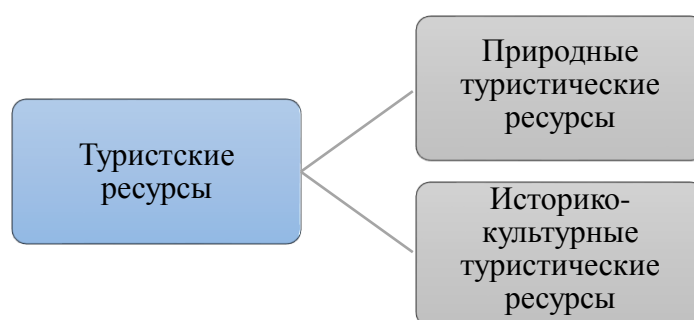 Туристские
ресурсы
Природные
туристические
ресурсы
Историко-
культурные
туристические
ресурсы